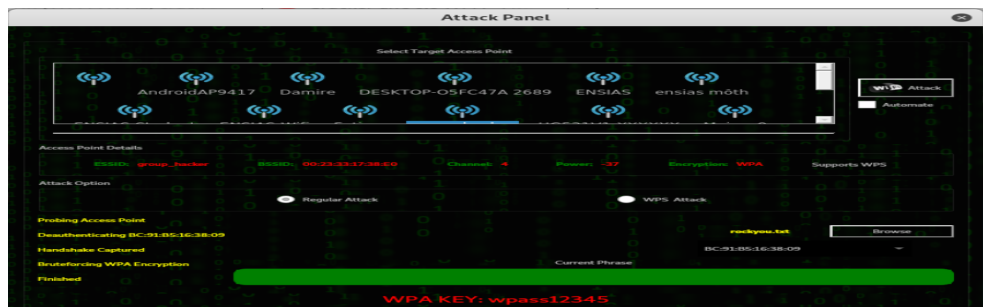 Attack Panel
Select Target Access Point
AndroidAP9417 Damire DESKTOP-O5FC47A 2689 ENSIAS ensias môth
Attack
Automate
Access Point Details
ESSID: group_hacker BSSID: 00:23:33:17:38:E0 Channel: 4 Power: -37 Encryption: WPA Supports WPS
Attack Option
Regular Attack WPS Attack
Probing Access Point
rockyou.txt Browse
Deauthenticating BC:91:B5:16:38:09
BC:91:B5:16:38:09
Handshake Captured
Current Phrase
Bruteforcing WPA Encryption
Finished
WPA KEY: wpass12345